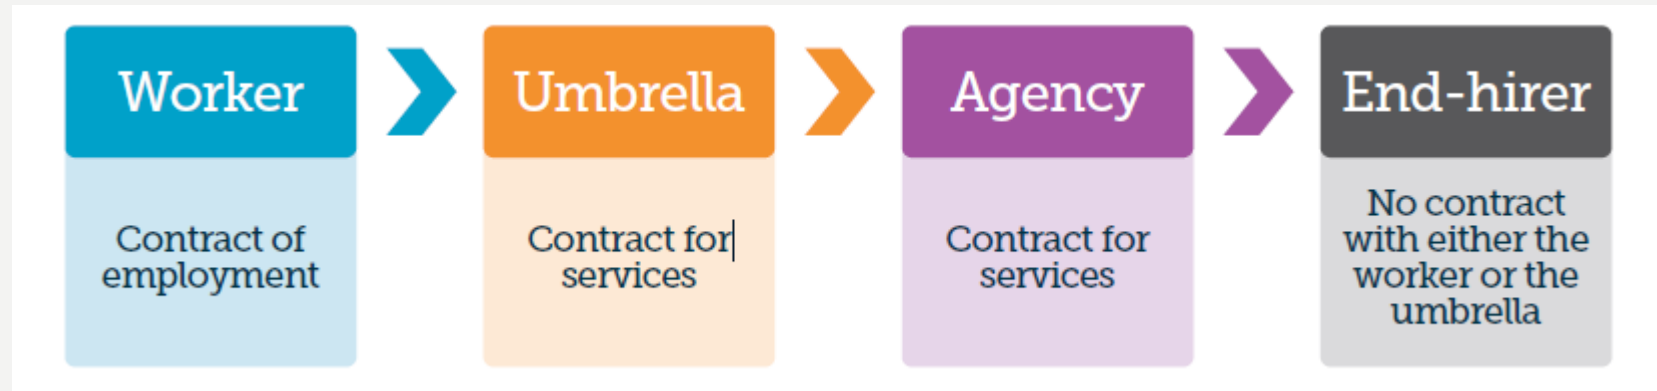 Worker
Contract of
employment
Umbrella
Contract for
services
Agency
Contract for
services
End-hirer
No contract
with either the
worker or the
umbrella